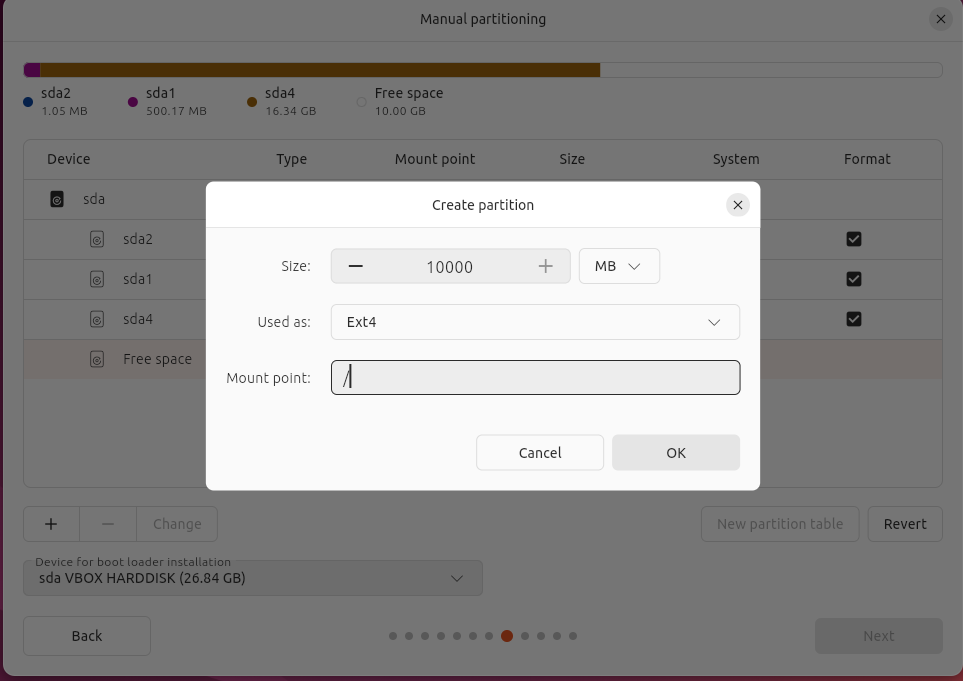 Manual partitioning
sda2 sda1 sda4 Free space
1.05 MB 500.17 MB 16.34 GB 10.00 GB
Device Type Mount point Size System Format
sda
Create partition
sda2
Size: 10000 MB
sda1
Used as: Ext4
sda4
Free space
Mount point: /
Cancel OK
+ − Change New partition table Revert
Device for boot loader installation
sda VBOX HARDDISK (26.84 GB)
Back Next